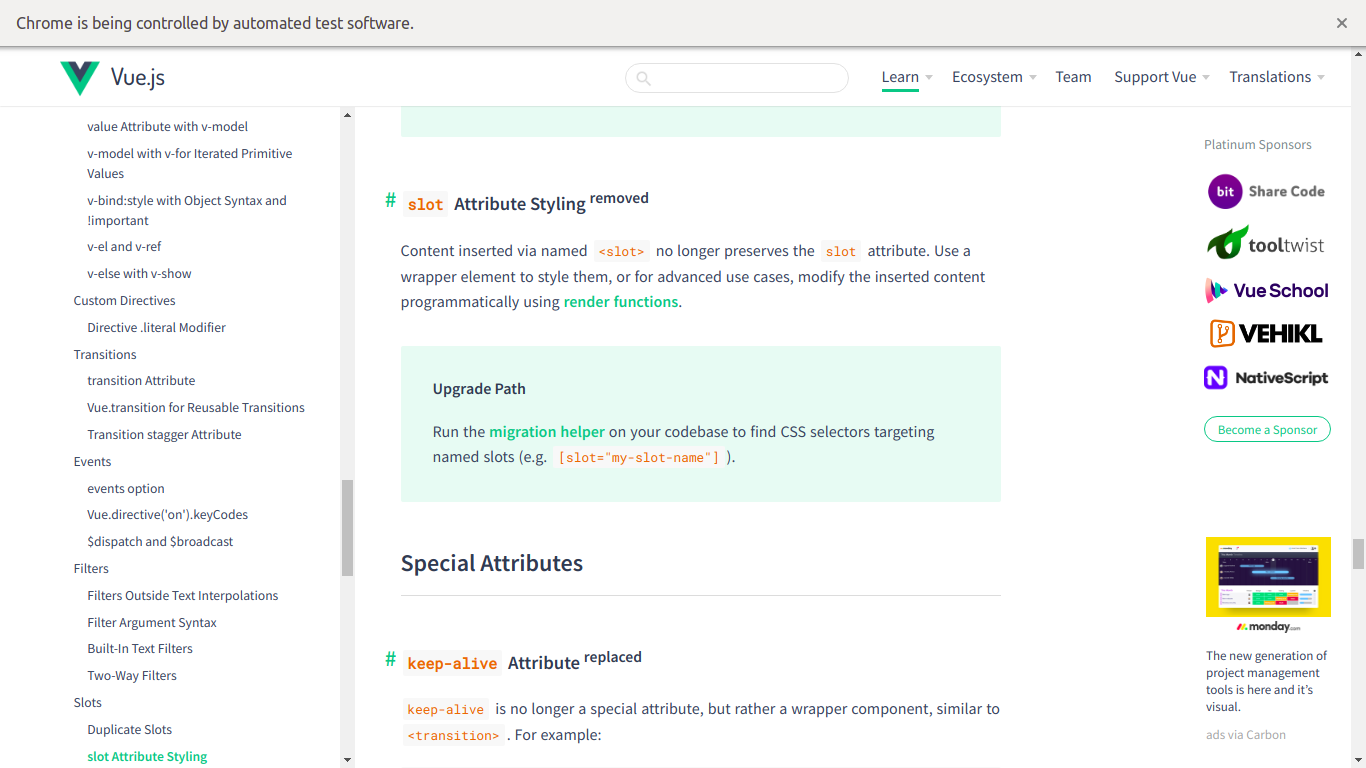 Chrome is being controlled by automated test software.
Vue.js
Learn
Ecosystem
Team
Support Vue
Translations
value Attribute with v-model
v-model with v-for Iterated Primitive
Values
v-bind:style with Object Syntax and
!important
v-el and v-ref
v-else with v-show
Custom Directives
Directive .literal Modifier
Transitions
transition Attribute
Vue.transition for Reusable Transitions
Transition stagger Attribute
Events
events option
Vue.directive('on').keyCodes
$dispatch and $broadcast
Filters
Filters Outside Text Interpolations
Filter Argument Syntax
Built-In Text Filters
Two-Way Filters
Slots
Duplicate Slots
slot Attribute Styling
# slot Attribute Styling removed
Content inserted via named <slot> no longer preserves the slot attribute. Use a
wrapper element to style them, or for advanced use cases, modify the inserted content
programmatically using render functions.
Upgrade Path
Run the migration helper on your codebase to find CSS selectors targeting
named slots (e.g. [slot="my-slot-name"] ).
Special Attributes
# keep-alive Attribute replaced
keep-alive is no longer a special attribute, but rather a wrapper component, similar to
<transition> . For example:
Platinum Sponsors
bit Share Code
tooltwist
Vue School
VEHIKL
NativeScript
Become a Sponsor
monday.com
The new generation of
project management
tools is here and it's
visual.
ads via Carbon